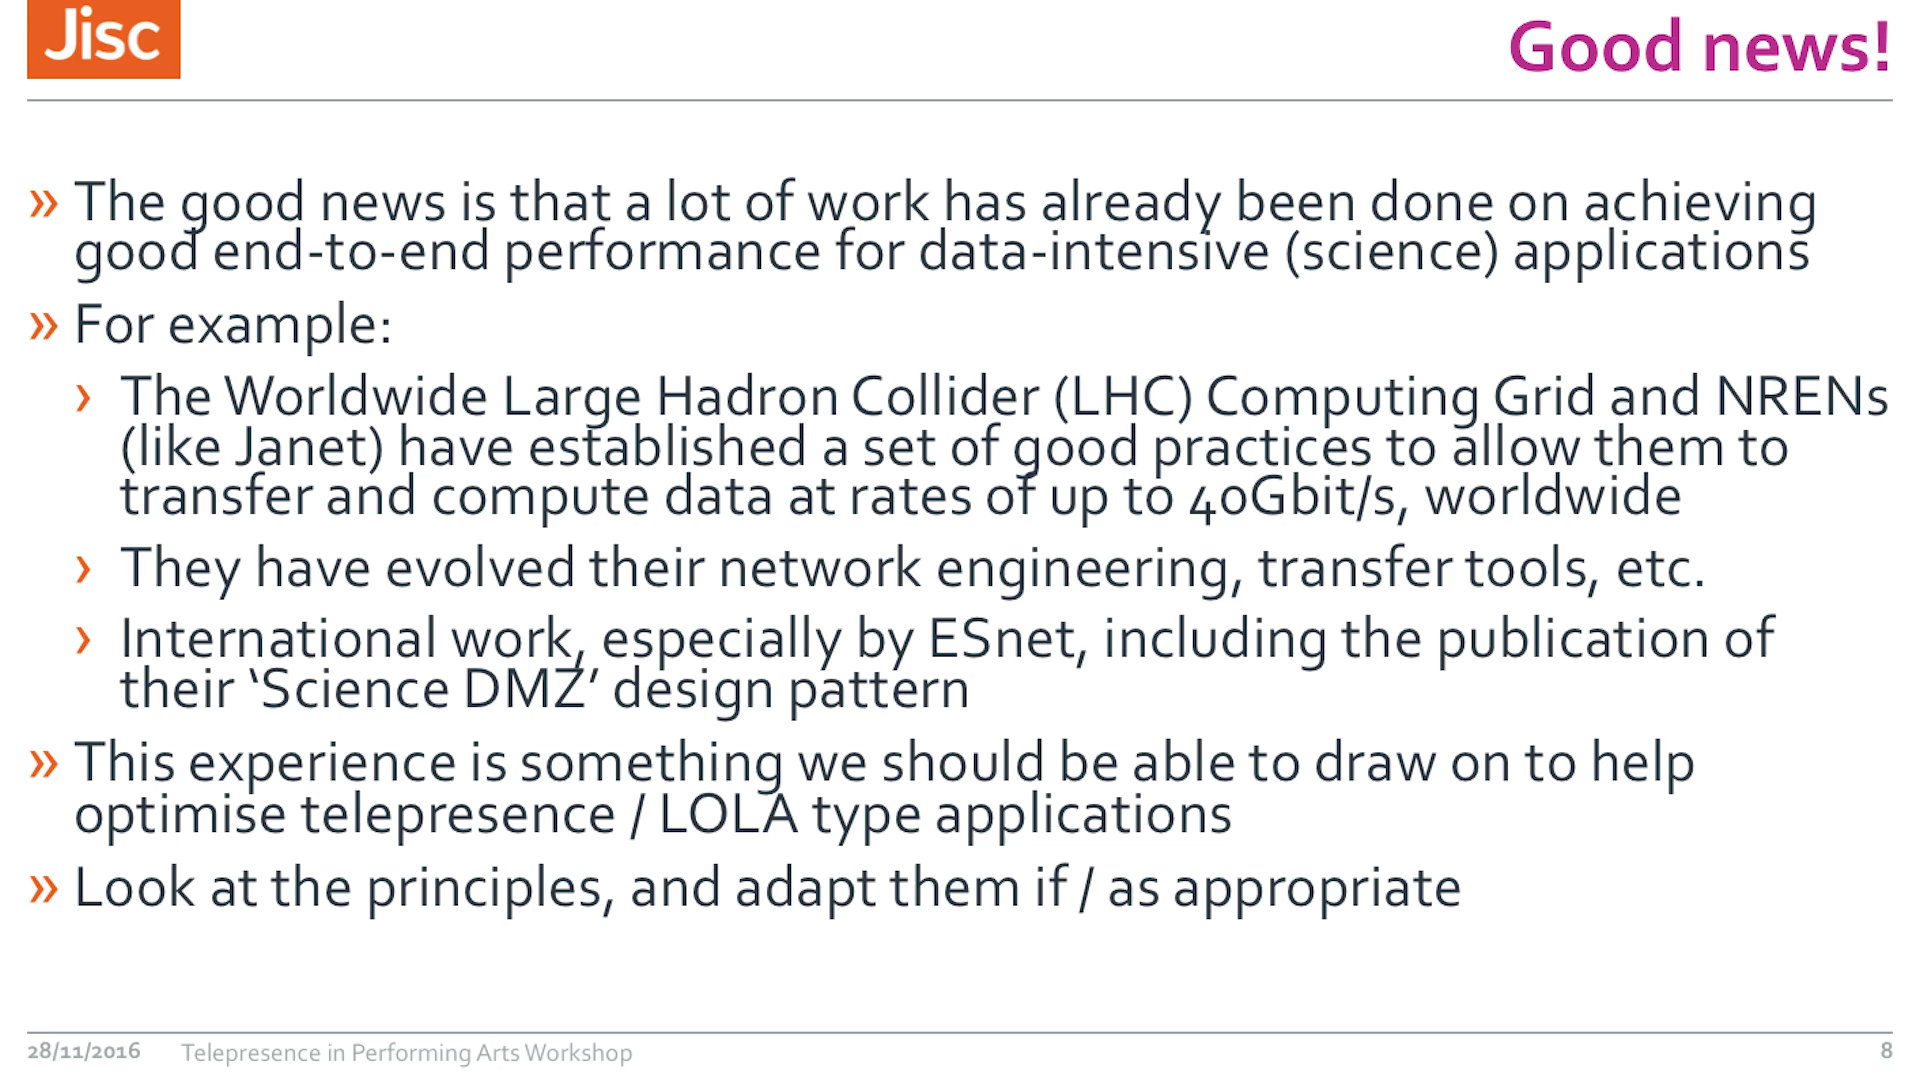 Jisc
Good news!
» The good news is that a lot of work has already been done on achieving
good end-to-end performance for data-intensive (science) applications
» For example:
› The Worldwide Large Hadron Collider (LHC) Computing Grid and NRENs
(like Janet) have established a set of good practices to allow them to
transfer and compute data at rates of up to 40Gbit/s, worldwide
› They have evolved their network engineering, transfer tools, etc.
› International work, especially by ESnet, including the publication of
their ‘Science DMZ’ design pattern
» This experience is something we should be able to draw on to help
optimise telepresence / LOLA type applications
» Look at the principles, and adapt them if / as appropriate
28/11/2016 Telepresence in Performing Arts Workshop 8